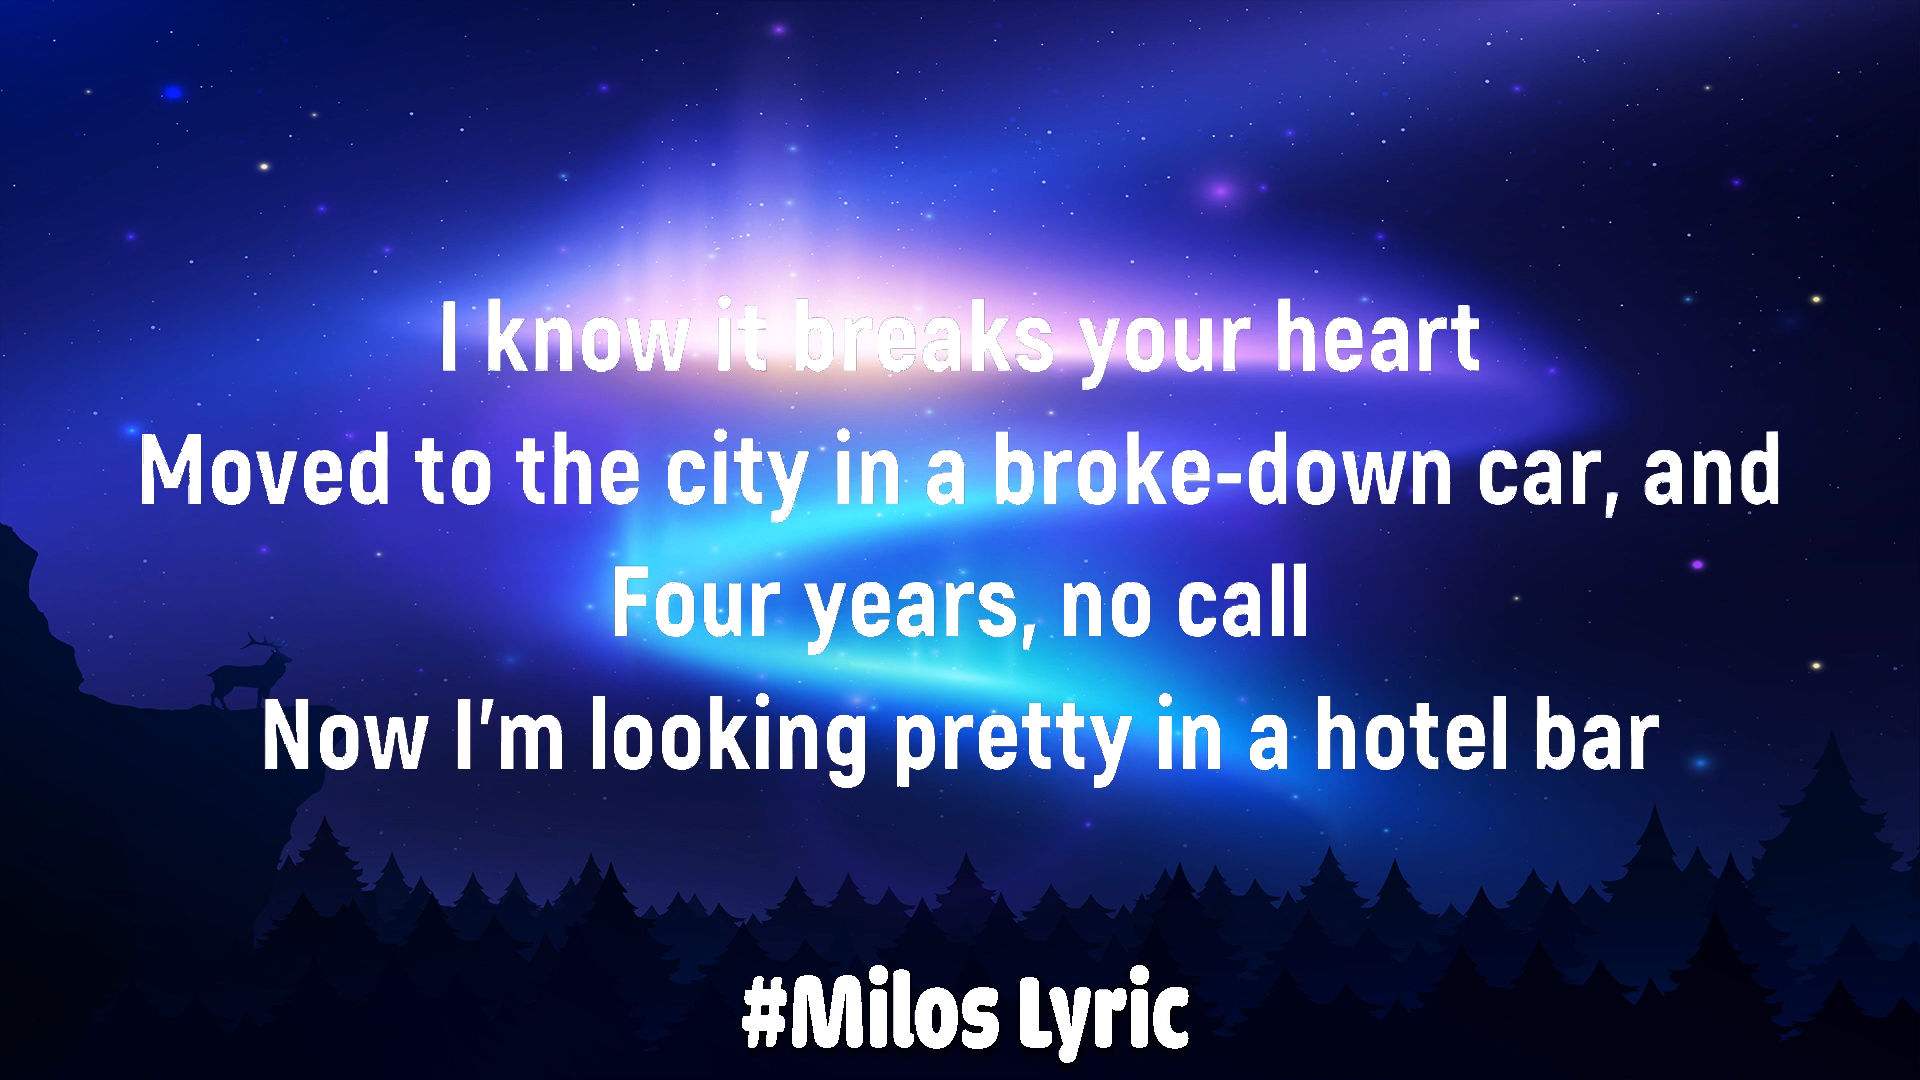 I know it breaks your heart
Moved to the city in a broke-down car, and
Four years, no call
Now I'm looking pretty in a hotel bar
#Milos Lyric